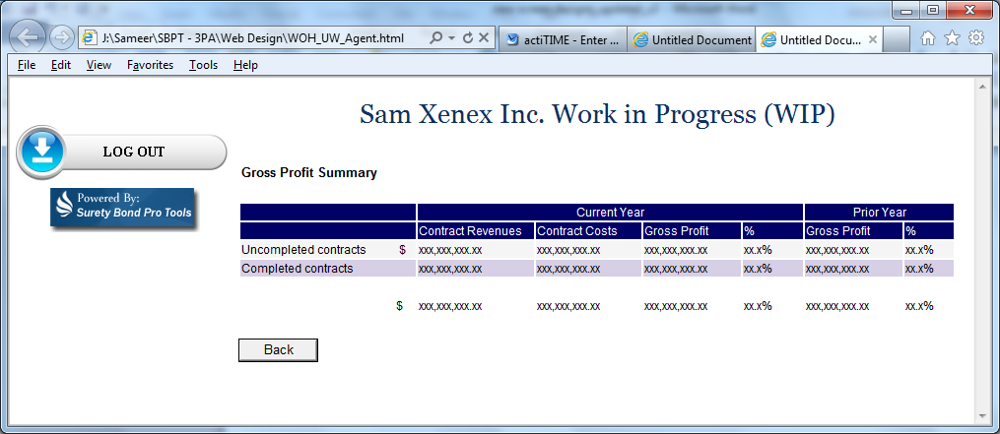 J:\Sameer\SBPT - 3PA\Web Design\WOH_UW_Agent.html
actiTIME - Enter ...
Untitled Document
Untitled Docu...
File Edit View Favorites Tools Help
Sam Xenex Inc. Work in Progress (WIP)
LOG OUT
Gross Profit Summary
Powered By:
Surety Bond Pro Tools
Current Year Prior Year
Contract Revenues Contract Costs Gross Profit % Gross Profit %
Uncompleted contracts $ xxx,xxx,xxx.xx xxx,xxx,xxx.xx xxx,xxx,xxx.xx xx.x% xxx,xxx,xxx.xx xx.x%
Completed contracts xxx,xxx,xxx.xx xxx,xxx,xxx.xx xxx,xxx,xxx.xx xx.x% xxx,xxx,xxx.xx xx.x%
$ xxx,xxx,xxx.xx xxx,xxx,xxx.xx xxx,xxx,xxx.xx xx.x% xxx,xxx,xxx.xx xx.x%
Back